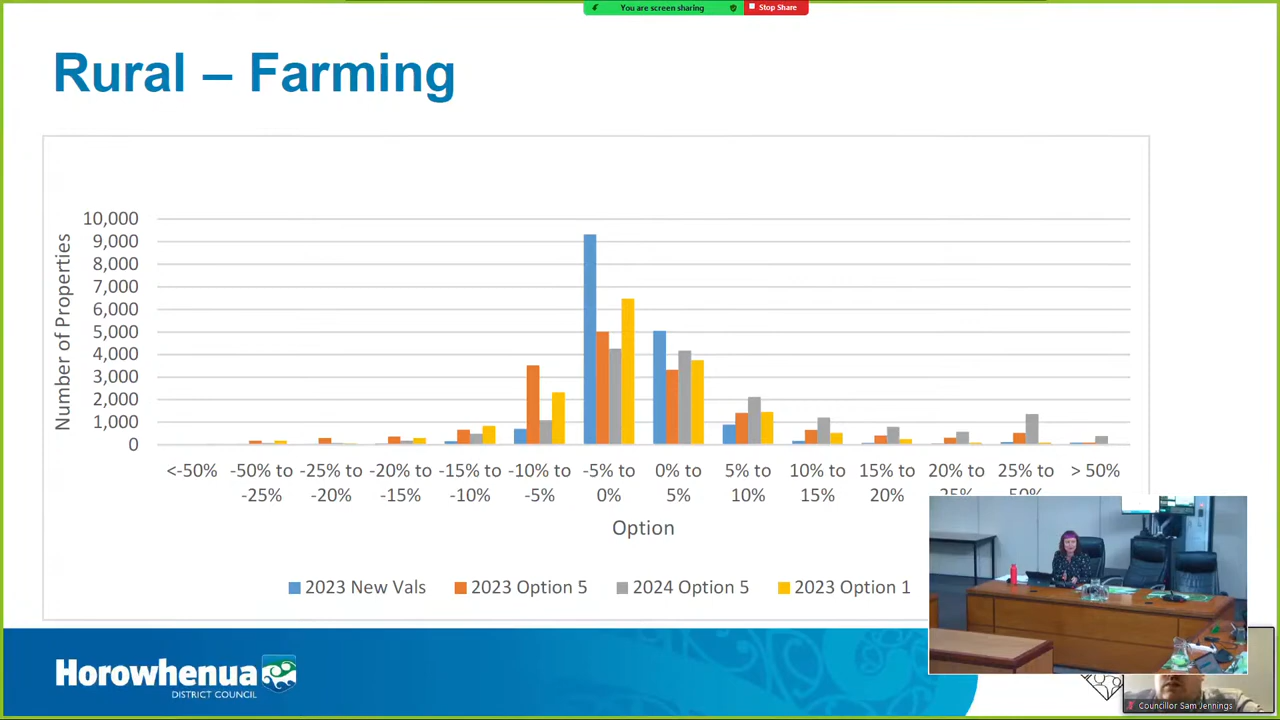 You are screen sharing
Stop Share
Rural – Farming
10,000
9,000
8,000
7,000
6,000
5,000
4,000
3,000
2,000
1,000
0
Number of Properties
<-50% -50% to -25% to -20% to -15% to -10% to -5% to 0% to 5% to 10% to 15% to 20% to 25% to > 50%
-25% -20% -15% -10% -5% 0% 5% 10% 15% 20% 25% 50%
Option
2023 New Vals 2023 Option 5 2024 Option 5 2023 Option 1
Horowhenua
DISTRICT COUNCIL
Councillor Sam Jennings